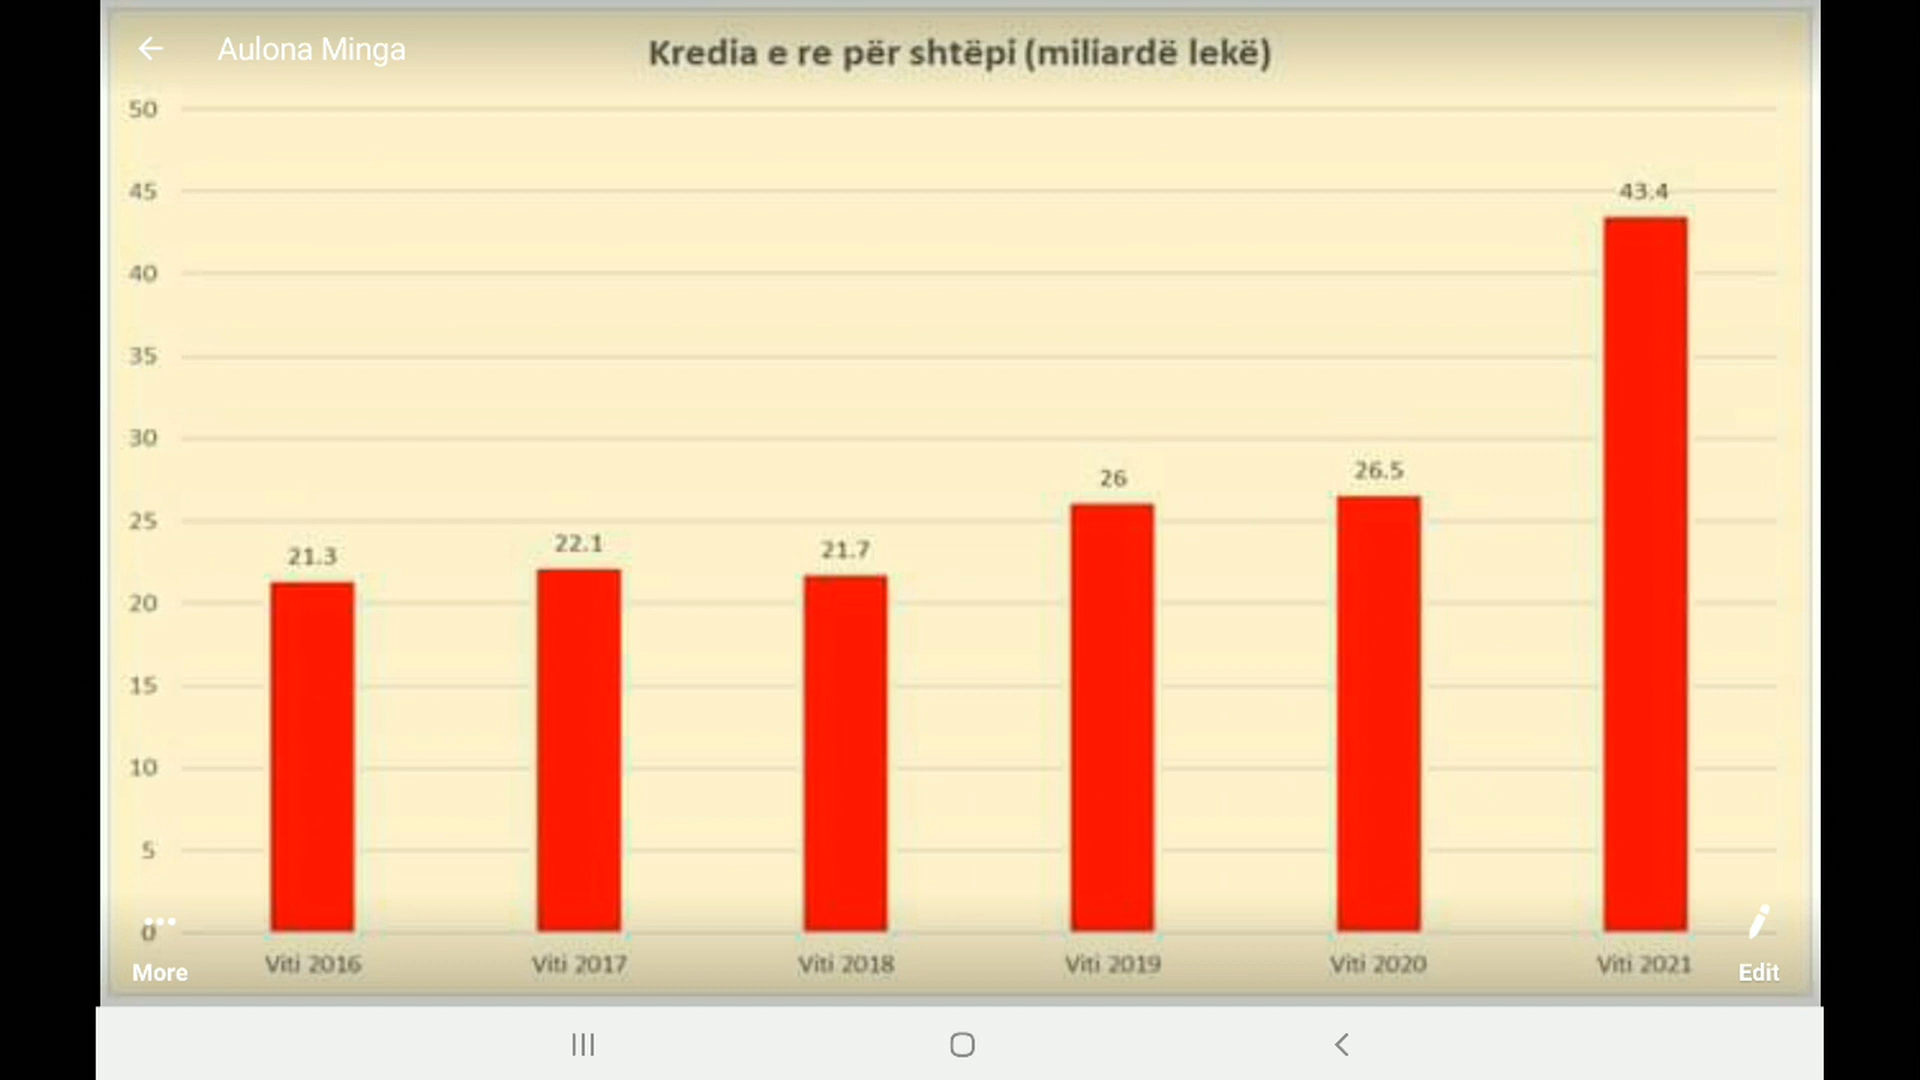 Aulona Minga
Kredia e re për shtëpi (miliardë lekë)
50
45
40
35
30
25
20
15
10
5
0
21.3
22.1
21.7
26
26.5
43.4
Viti 2016
Viti 2017
Viti 2018
Viti 2019
Viti 2020
Viti 2021
More
Edit